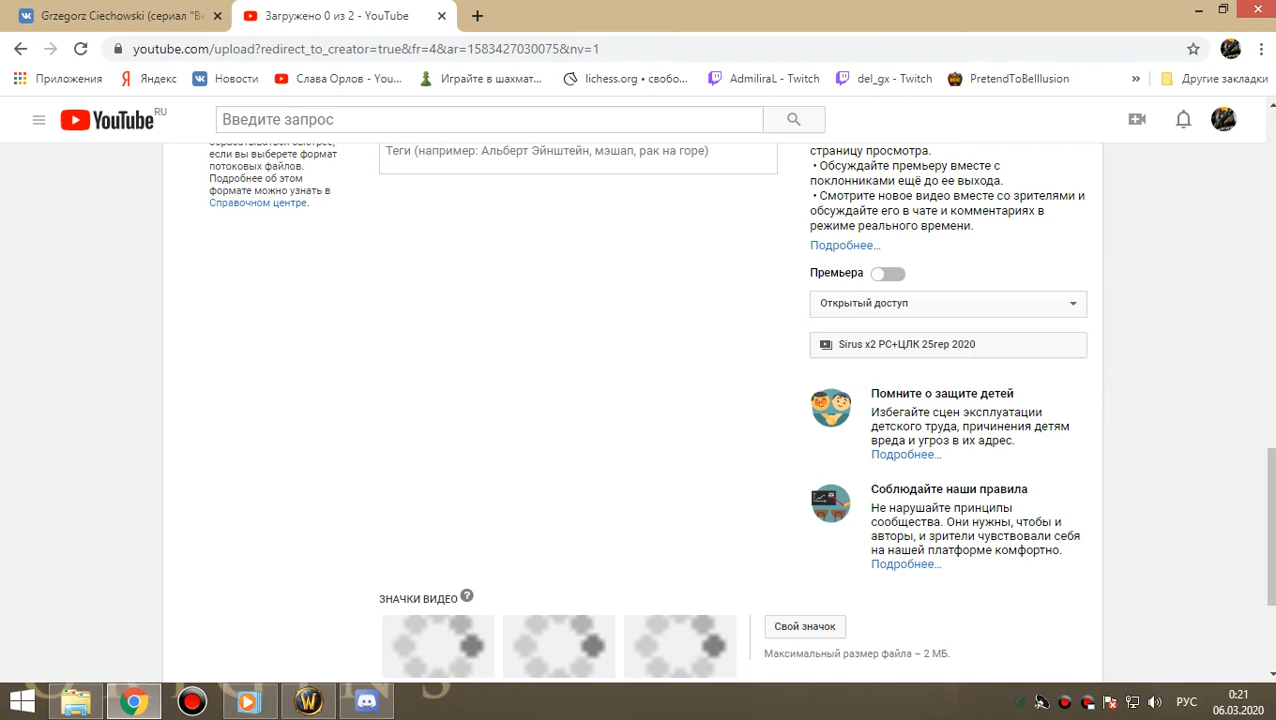 Grzegorz Ciechowski (сериал "Ве
Загружено 0 из 2 - YouTube
youtube.com/upload?redirect_to_creator=true&fr=4&ar=1583427030075&nv=1
Приложения
Яндекс
Новости
Слава Орлов - You...
Играйте в шахмат...
lichess.org • свобо...
AdmiralL - Twitch
del_gx - Twitch
PretendToBeIllusion
Другие закладки
YouTube RU
Введите запрос
обрабатываться быстрее,
если вы выберете формат
потоковых файлов.
Подробнее об этом
формате можно узнать в
Справочном центре.
Теги (например: Альберт Эйнштейн, мэшап, рак на горе)
страницу просмотра.
• Обсуждайте премьеру вместе с
поклонниками ещё до ее выхода.
• Смотрите новое видео вместе со зрителями и
обсуждайте его в чате и комментариях в
режиме реального времени.
Подробнее...
Премьера
Открытый доступ
Sirus x2 РС+ЦЛК 25гер 2020
Помните о защите детей
Избегайте сцен эксплуатации
детского труда, причинения детям
вреда и угроз в их адрес.
Подробнее...
Соблюдайте наши правила
Не нарушайте принципы
сообщества. Они нужны, чтобы и
авторы, и зрители чувствовали себя
на нашей платформе комфортно.
Подробнее...
ЗНАЧКИ ВИДЕО ?
Свой значок
Максимальный размер файла – 2 МБ.
РУС
0:21
06.03.2020